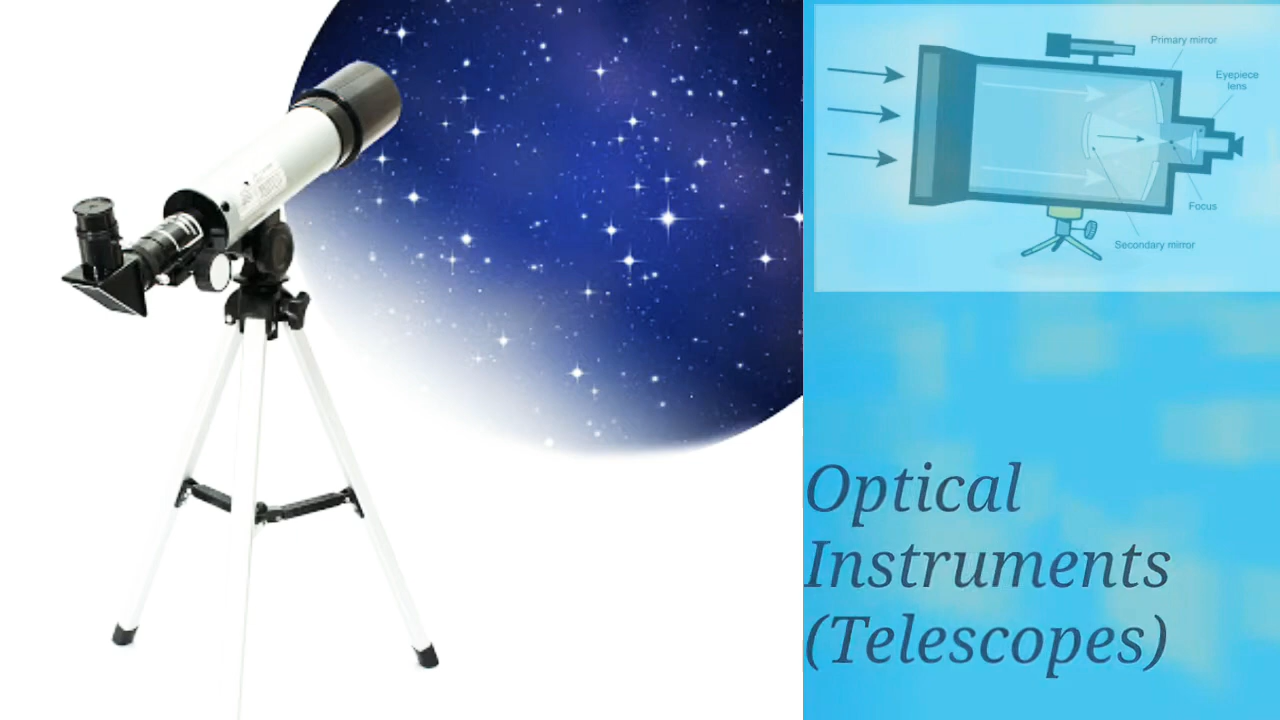 Primary mirror
Eyepiece
lens
Focus
Secondary mirror
Optical
Instruments
(Telescopes)